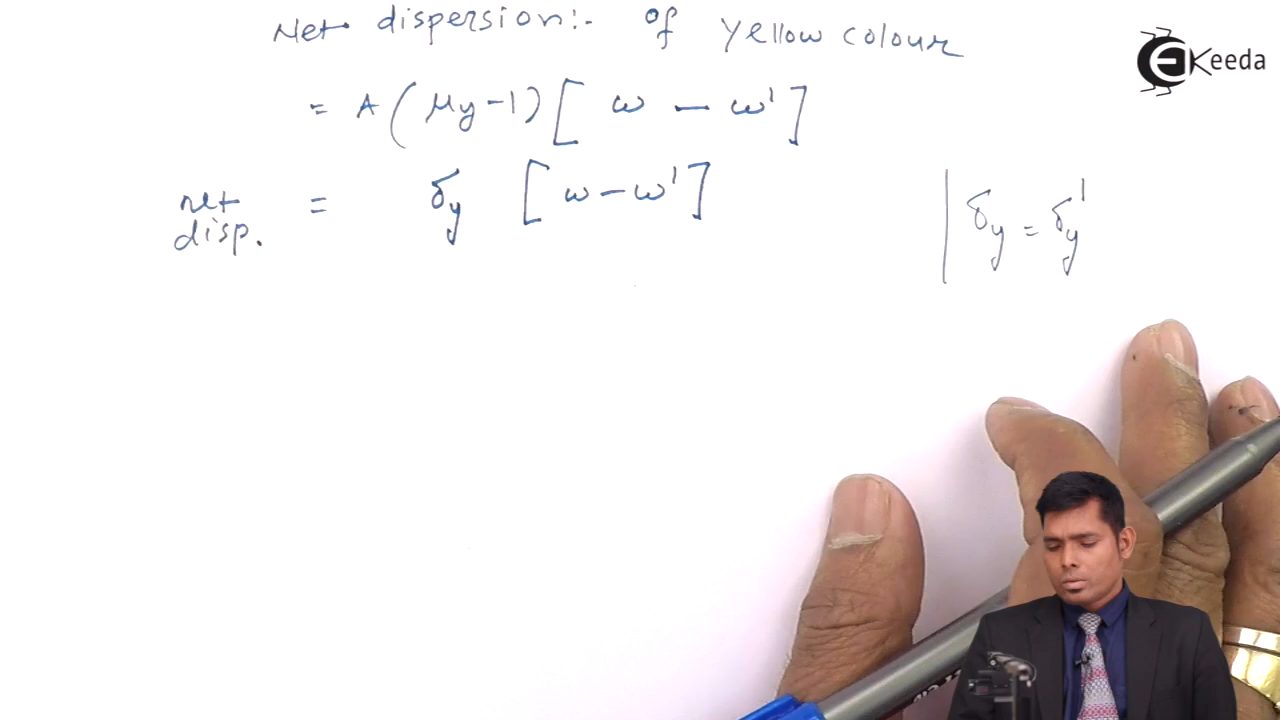 Net dispersion:- of yellow colour
= A (μy-1) [ ω - ω' ]
net disp. = δy [ ω - ω' ]
δy = δy'
EKeeda